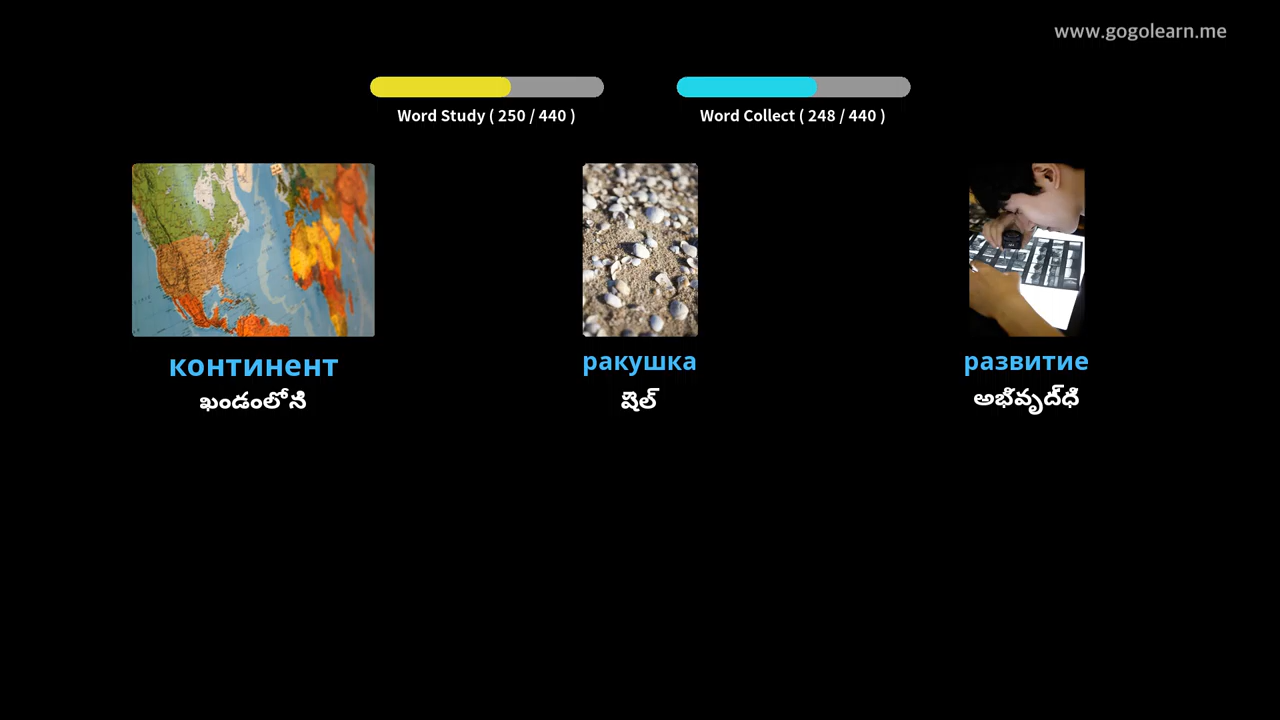 www.gogolearn.me
Word Study ( 250 / 440 )
Word Collect ( 248 / 440 )
континент
ракушка
развитие
ఖండంలోని
షెల్
అభివృద్ధి